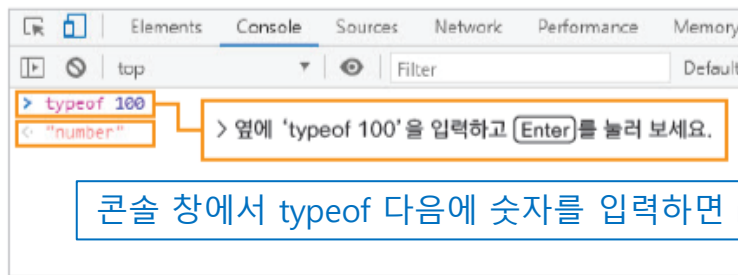 Elements Console Sources Network Performance Memory
top Filter Default
> typeof 100
<· "number"
> 옆에 ‘typeof 100’을 입력하고 Enter를 눌러 보세요.
콘솔 창에서 typeof 다음에 숫자를 입력하면